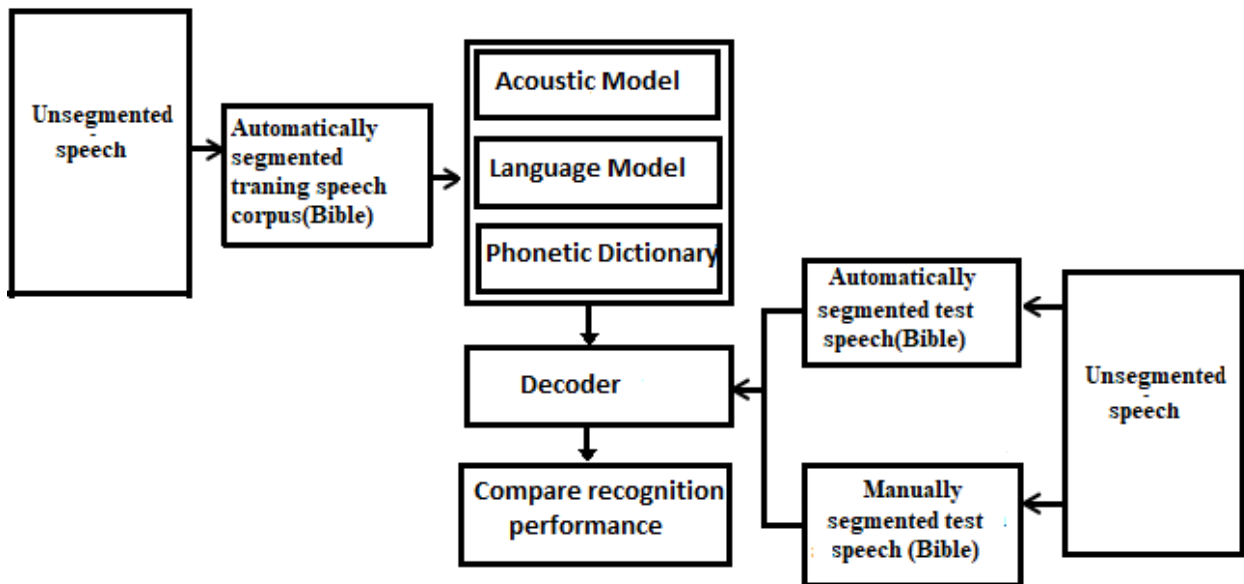 Unsegmented
-
speech
Automatically
segmented
traning speech
corpus(Bible)
Acoustic Model
Language Model
Phonetic Dictionary
Decoder
Compare recognition
performance
Automatically
segmented test
speech(Bible)
Manually
segmented test
speech (Bible)
Unsegmented
-
speech